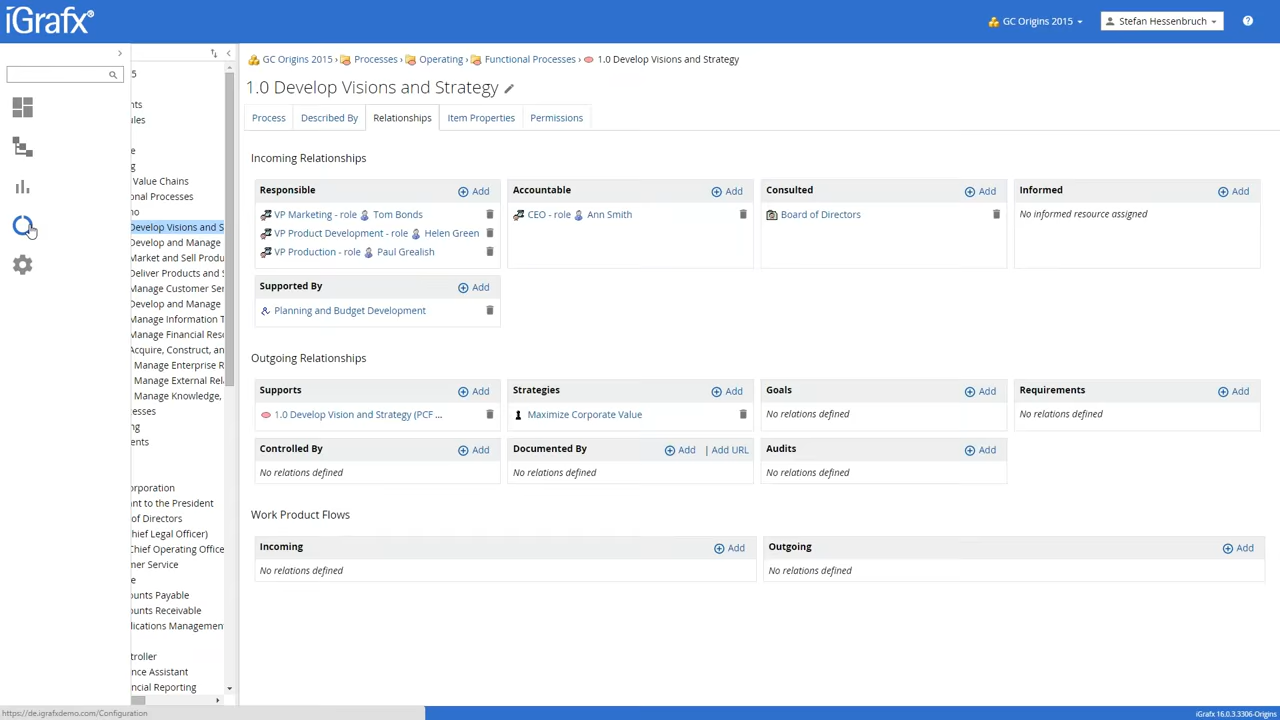 iGrafx®
GC Origins 2015
Stefan Hessenbruch
5
nts
ules
e
g
Value Chains
onal Processes
no
Develop Visions and S
Develop and Manage
Market and Sell Produ
Deliver Products and S
Manage Customer Ser
Develop and Manage
Manage Information T
Manage Financial Reso
Acquire, Construct, an
Manage Enterprise R
Manage External Rela
Manage Knowledge,
esses
ng
ents
orporation
ant to the President
of Directors
hief Legal Officer)
Chief Operating Office
mer Service
e
ounts Payable
ounts Receivable
lications Managemen
troller
nce Assistant
ncial Reporting
GC Origins 2015 › Processes › Operating › Functional Processes › 1.0 Develop Visions and Strategy
1.0 Develop Visions and Strategy
Process Described By Relationships Item Properties Permissions
Incoming Relationships
Responsible Add Accountable Add Consulted Add Informed Add
VP Marketing - role Tom Bonds CEO - role Ann Smith Board of Directors No informed resource assigned
VP Product Development - role Helen Green
VP Production - role Paul Grealish
Supported By Add
Planning and Budget Development
Outgoing Relationships
Supports Add Strategies Add Goals Add Requirements Add
1.0 Develop Vision and Strategy (PCF ... Maximize Corporate Value No relations defined No relations defined
Controlled By Add Documented By Add | Add URL Audits Add
No relations defined No relations defined No relations defined
Work Product Flows
Incoming Add Outgoing Add
No relations defined No relations defined
https://de.igrafxdemo.com/Configuration
iGrafx 16.0.3.3306-Origins